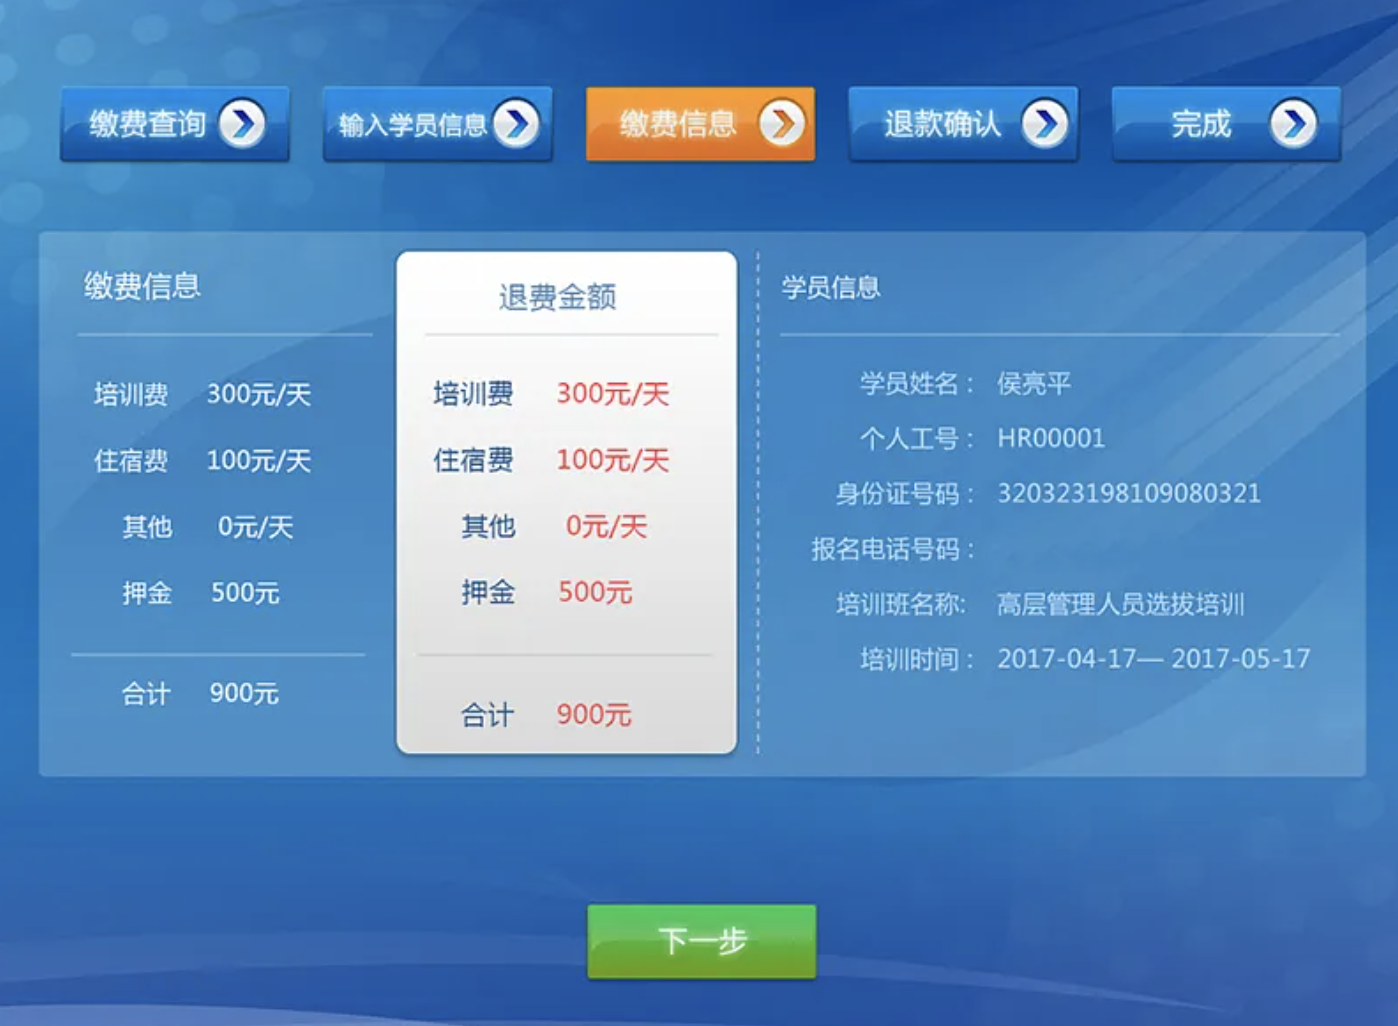 缴费查询
输入学员信息
缴费信息
退款确认
完成
缴费信息
培训费 300元/天
住宿费 100元/天
其他 0元/天
押金 500元
合计 900元
退费金额
培训费 300元/天
住宿费 100元/天
其他 0元/天
押金 500元
合计 900元
学员信息
学员姓名： 侯亮平
个人工号： HR00001
身份证号码： 320323198109080321
报名电话号码：
培训班名称: 高层管理人员选拔培训
培训时间： 2017-04-17— 2017-05-17
下一步